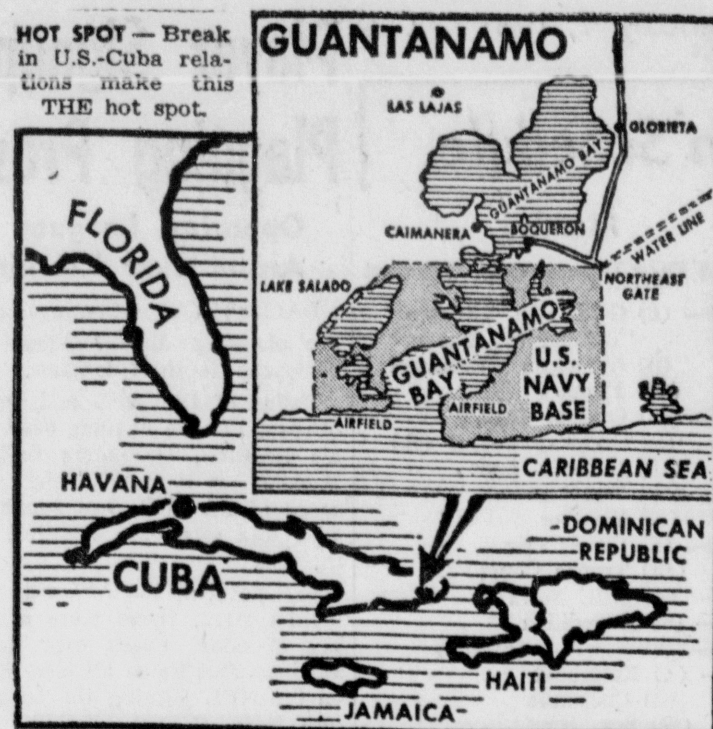 HOT SPOT — Break
in U.S.-Cuba rela-
tions make this
THE hot spot.
GUANTANAMO
LAS LAJAS
GLORIETA
GUANTANAMO BAY
CAIMANERA
BOQUERON
WATER LINE
NORTHEAST
GATE
LAKE SALADO
GUANTANAMO
BAY
U.S.
NAVY
BASE
AIRFIELD
AIRFIELD
CARIBBEAN SEA
FLORIDA
HAVANA
CUBA
DOMINICAN
REPUBLIC
HAITI
JAMAICA